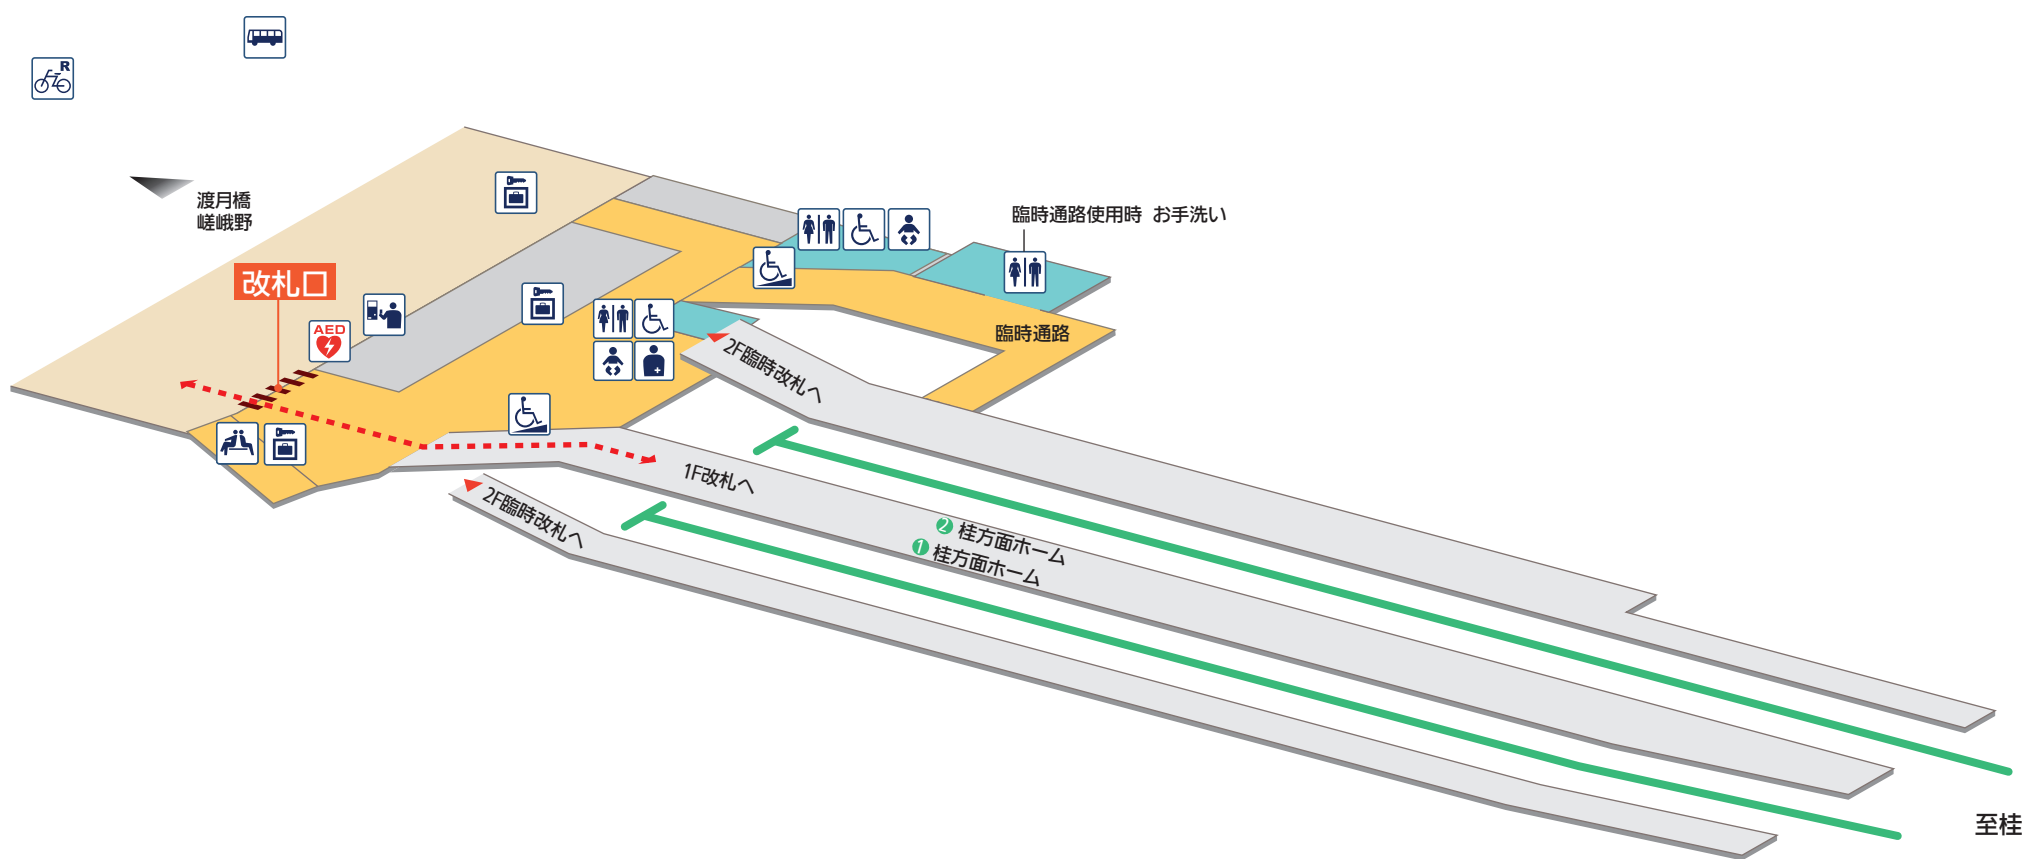 R
渡月橋
嵯峨野
改札口
AED
臨時通路使用時 お手洗い
臨時通路
2F臨時改札へ
1F改札へ
2F臨時改札へ
2 桂方面ホーム
1 桂方面ホーム
至桂